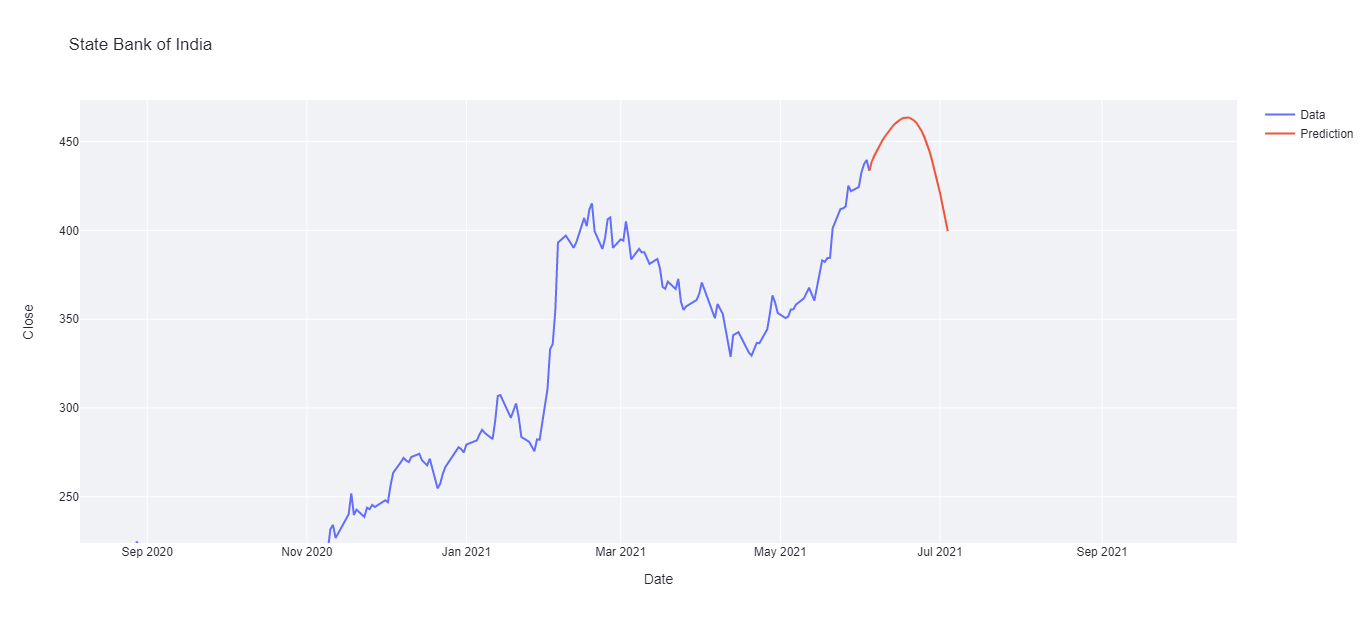 State Bank of India
Data
Prediction
450
400
350
300
250
Close
Sep 2020
Nov 2020
Jan 2021
Mar 2021
May 2021
Jul 2021
Sep 2021
Date